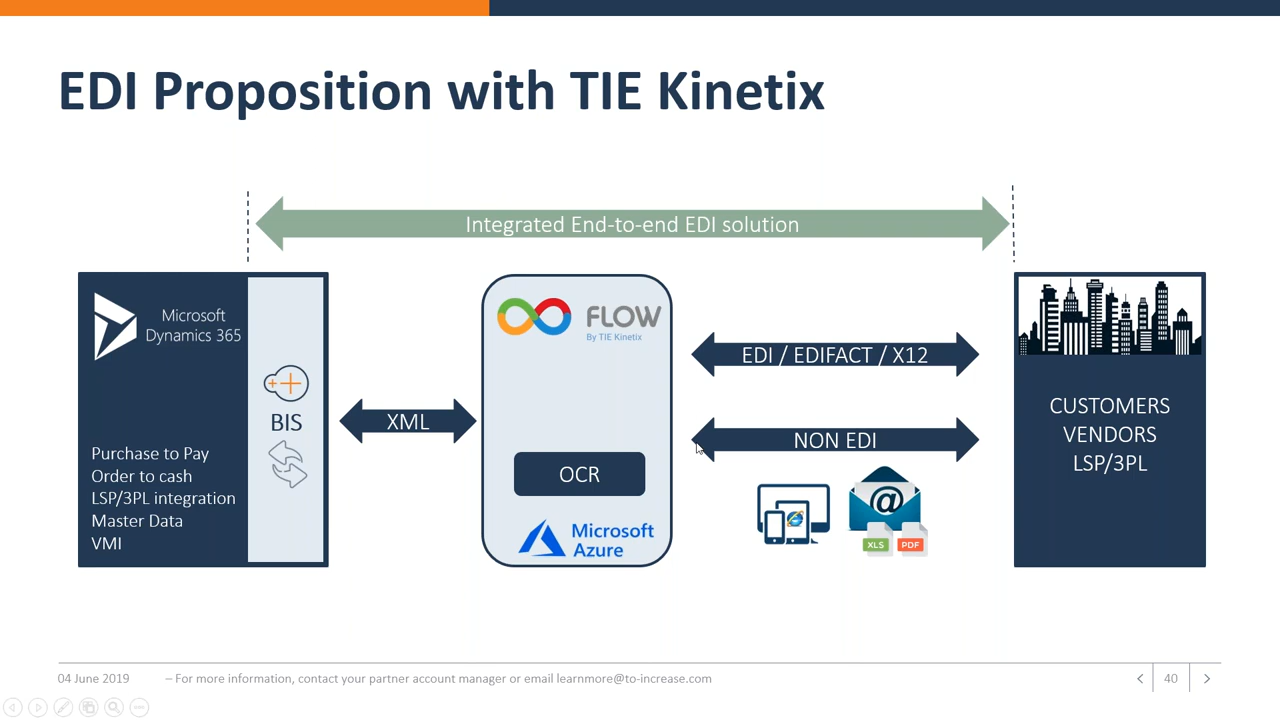 EDI Proposition with TIE Kinetix
Integrated End-to-end EDI solution
Microsoft
Dynamics 365
BIS
Purchase to Pay
Order to cash
LSP/3PL integration
Master Data
VMI
XML
FLOW
By TIE Kinetix
OCR
Microsoft
Azure
EDI / EDIFACT / X12
NON EDI
@
XLS
PDF
CUSTOMERS
VENDORS
LSP/3PL
04 June 2019
– For more information, contact your partner account manager or email learnmore@to-increase.com
40